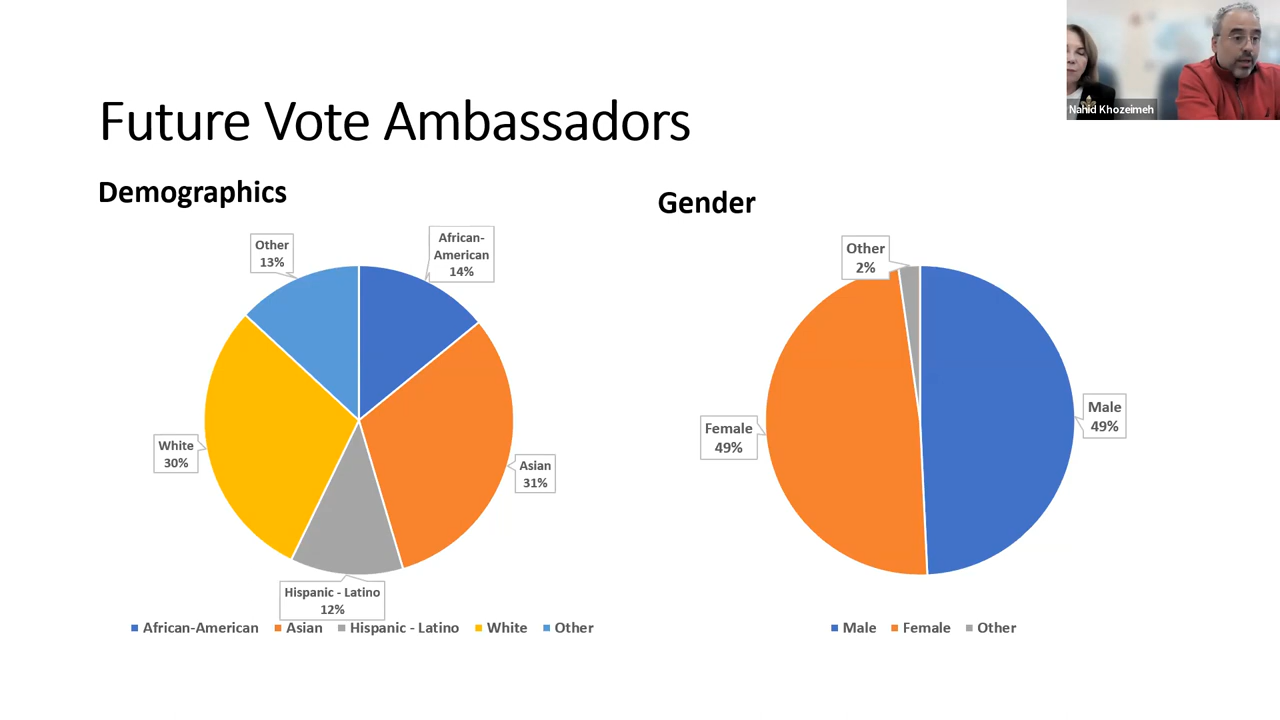 Nahid Khozeimeh
Future Vote Ambassadors
Demographics
Other
13%
African-
American
14%
White
30%
Asian
31%
Hispanic - Latino
12%
African-American Asian Hispanic - Latino White Other
Gender
Other
2%
Female
49%
Male
49%
Male Female Other